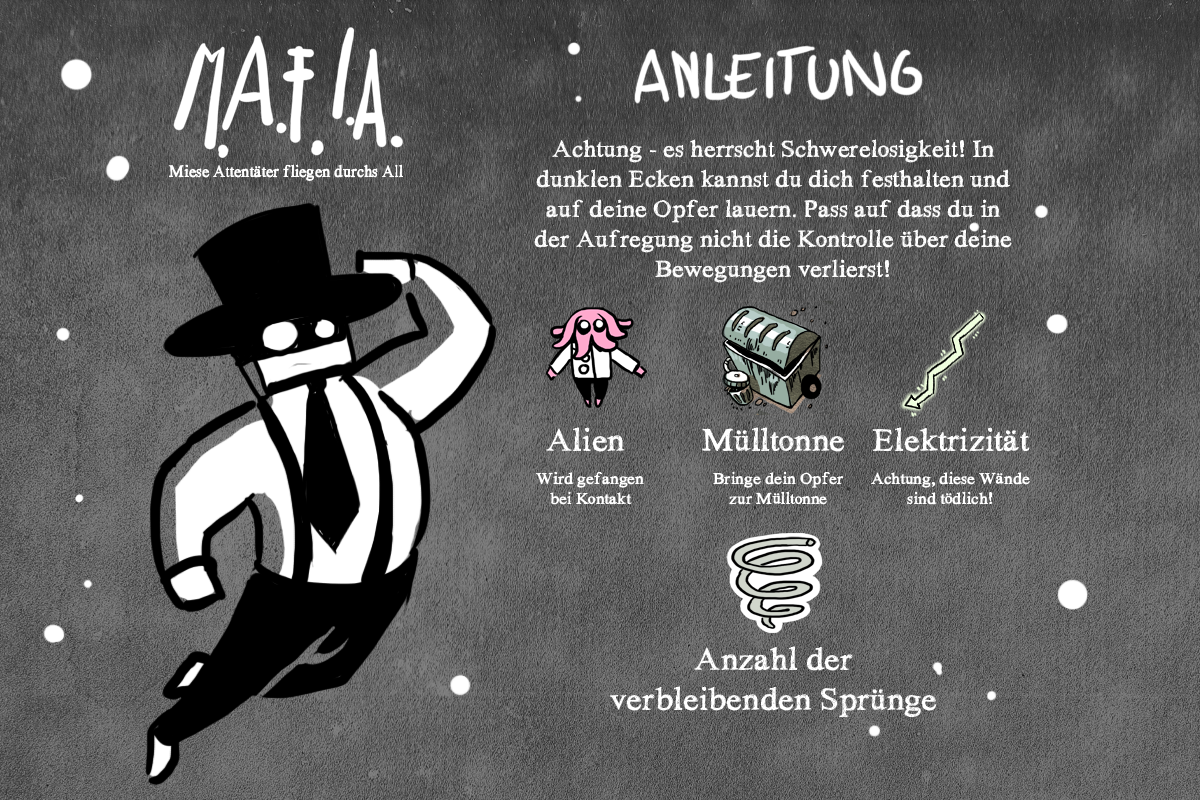 M.A.F.I.A.
Miese Attentäter fliegen durchs All
ANLEITUNG
Achtung - es herrscht Schwerelosigkeit! In
dunklen Ecken kannst du dich festhalten und
auf deine Opfer lauern. Pass auf dass du in
der Aufregung nicht die Kontrolle über deine
Bewegungen verlierst!
Alien
Wird gefangen
bei Kontakt
Mülltonne
Bringe dein Opfer
zur Mülltonne
Elektrizität
Achtung, diese Wände
sind tödlich!
Anzahl der
verbleibenden Sprünge